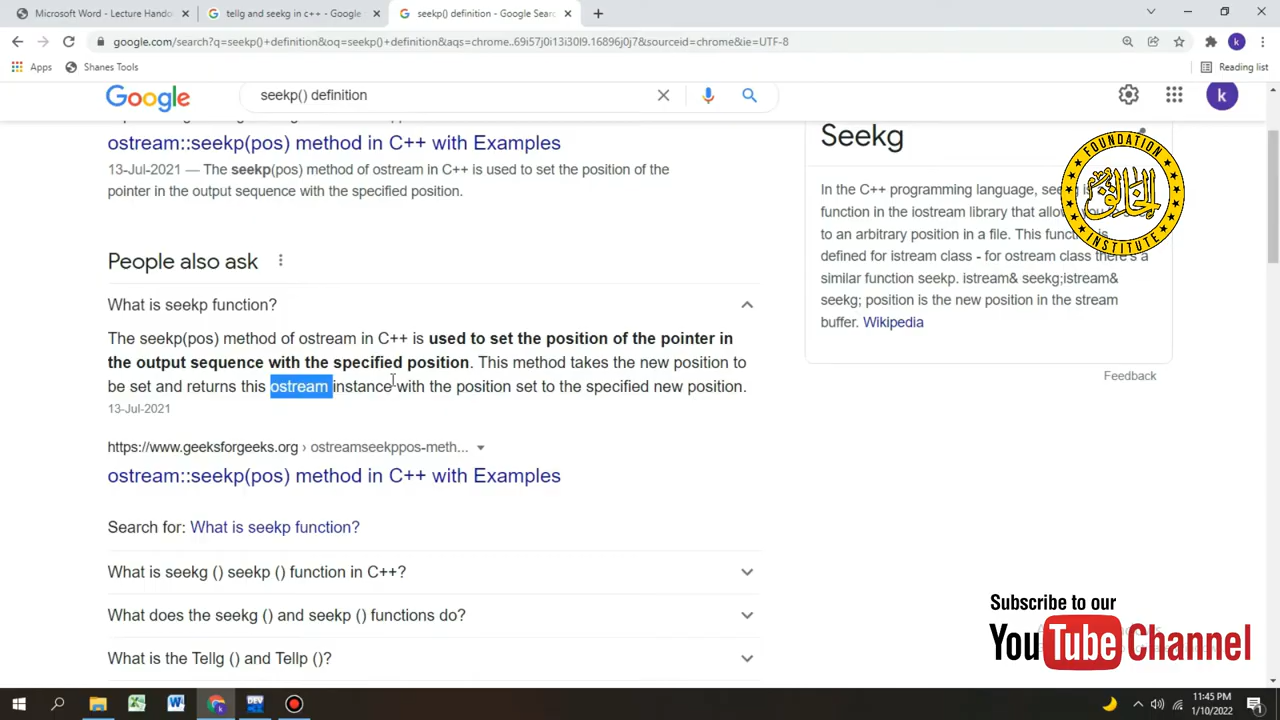 Microsoft Word - Lecture Hando
tellg and seekg in c++ - Google
seekp() definition - Google Searc
google.com/search?q=seekp()+definition&oq=seekp()+definition&aqs=chrome..69i57j0i13i30l9.16896j0j7&sourceid=chrome&ie=UTF-8
Apps
Shanes Tools
Reading list
Google
seekp() definition
k
ostream::seekp(pos) method in C++ with Examples
13-Jul-2021 — The seekp(pos) method of ostream in C++ is used to set the position of the
pointer in the output sequence with the specified position.
People also ask
What is seekp function?
The seekp(pos) method of ostream in C++ is used to set the position of the pointer in
the output sequence with the specified position. This method takes the new position to
be set and returns this ostream instance with the position set to the specified new position.
13-Jul-2021
https://www.geeksforgeeks.org › ostreamseekppos-meth...
ostream::seekp(pos) method in C++ with Examples
Search for: What is seekp function?
What is seekg () seekp () function in C++?
What does the seekg () and seekp () functions do?
What is the Tellg () and Tellp ()?
Seekg
In the C++ programming language,
function in the iostream library that
to an arbitrary position in a file. This
defined for istream class - for ostream class there's a
similar function seekp. istream& seekg;istream&
seekg; position is the new position in the stream
buffer. Wikipedia
Feedback
FOUNDATION
INSTITUTE
Subscribe to our
YouTube Channel
DEV
11:45 PM
1/10/2022